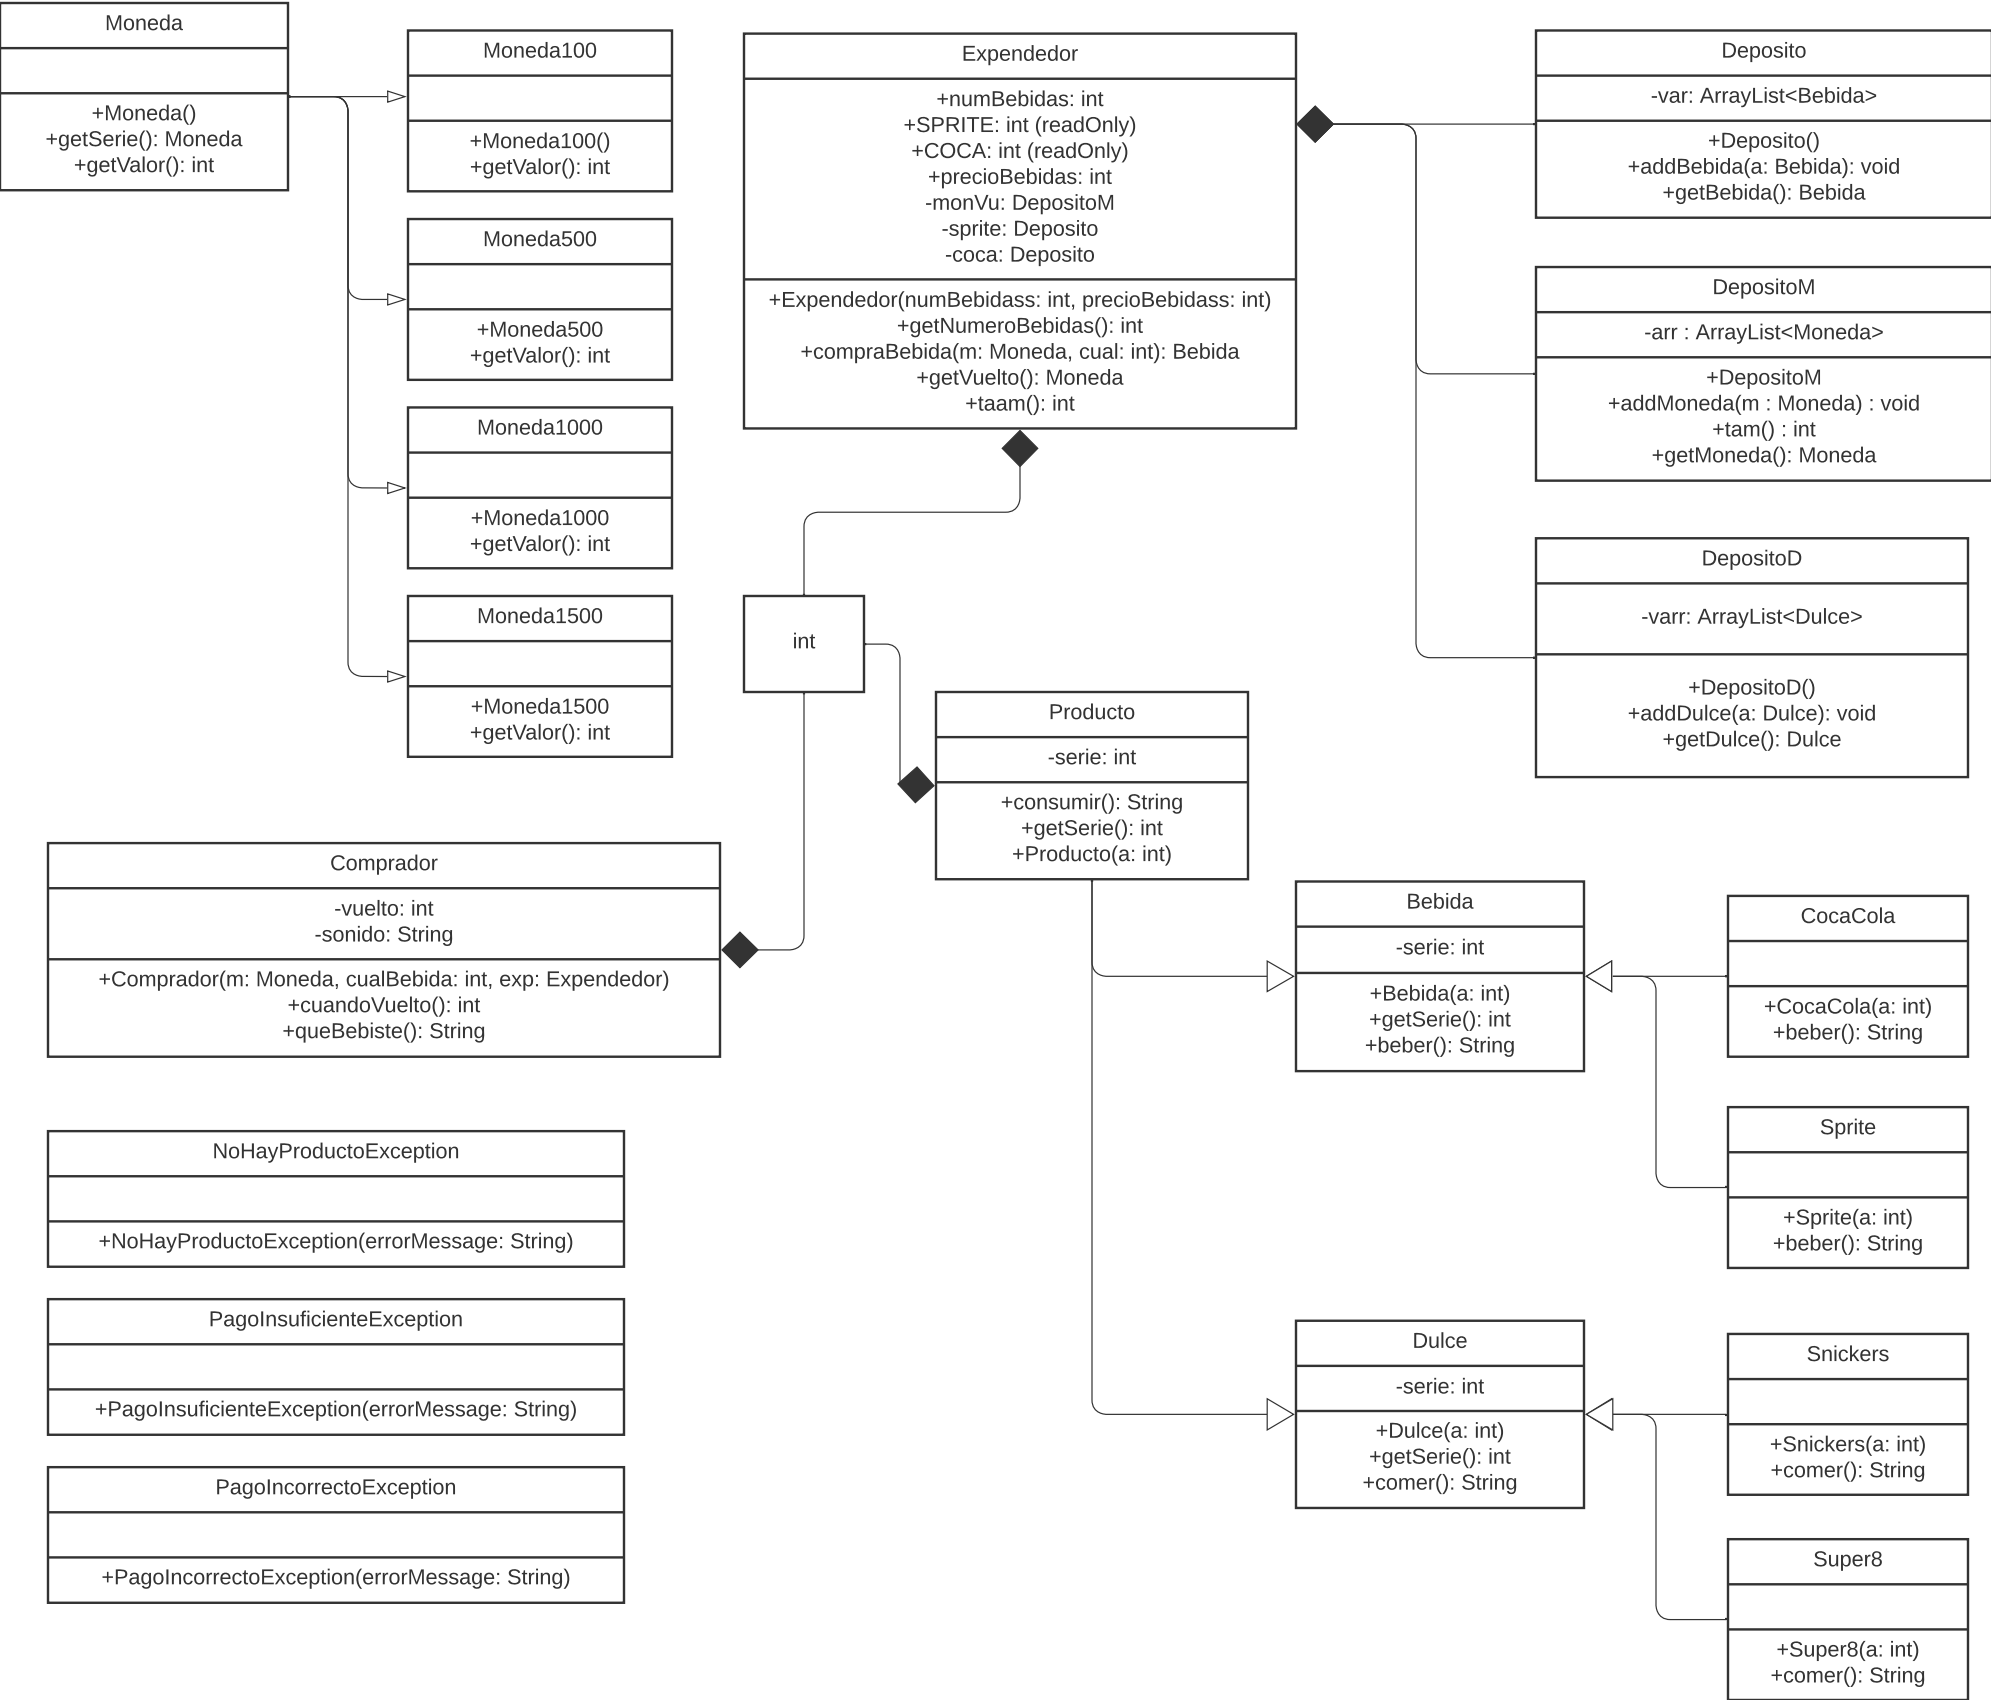 Moneda
+Moneda()
+getSerie(): Moneda
+getValor(): int
Moneda100
+Moneda100()
+getValor(): int
Moneda500
+Moneda500
+getValor(): int
Moneda1000
+Moneda1000
+getValor(): int
Moneda1500
+Moneda1500
+getValor(): int
Expendedor
+numBebidas: int
+SPRITE: int (readOnly)
+COCA: int (readOnly)
+precioBebidas: int
-monVu: DepositoM
-sprite: Deposito
-coca: Deposito
+Expendedor(numBebidass: int, precioBebidass: int)
+getNumeroBebidas(): int
+compraBebida(m: Moneda, cual: int): Bebida
+getVuelto(): Moneda
+taam(): int
Deposito
-var: ArrayList<Bebida>
+Deposito()
+addBebida(a: Bebida): void
+getBebida(): Bebida
DepositoM
-arr : ArrayList<Moneda>
+DepositoM
+addMoneda(m : Moneda) : void
+tam() : int
+getMoneda(): Moneda
DepositoD
-varr: ArrayList<Dulce>
+DepositoD()
+addDulce(a: Dulce): void
+getDulce(): Dulce
int
Producto
-serie: int
+consumir(): String
+getSerie(): int
+Producto(a: int)
Comprador
-vuelto: int
-sonido: String
+Comprador(m: Moneda, cualBebida: int, exp: Expendedor)
+cuandoVuelto(): int
+queBebiste(): String
Bebida
-serie: int
+Bebida(a: int)
+getSerie(): int
+beber(): String
CocaCola
+CocaCola(a: int)
+beber(): String
Sprite
+Sprite(a: int)
+beber(): String
NoHayProductoException
+NoHayProductoException(errorMessage: String)
PagoInsuficienteException
+PagoInsuficienteException(errorMessage: String)
PagoIncorrectoException
+PagoIncorrectoException(errorMessage: String)
Dulce
-serie: int
+Dulce(a: int)
+getSerie(): int
+comer(): String
Snickers
+Snickers(a: int)
+comer(): String
Super8
+Super8(a: int)
+comer(): String